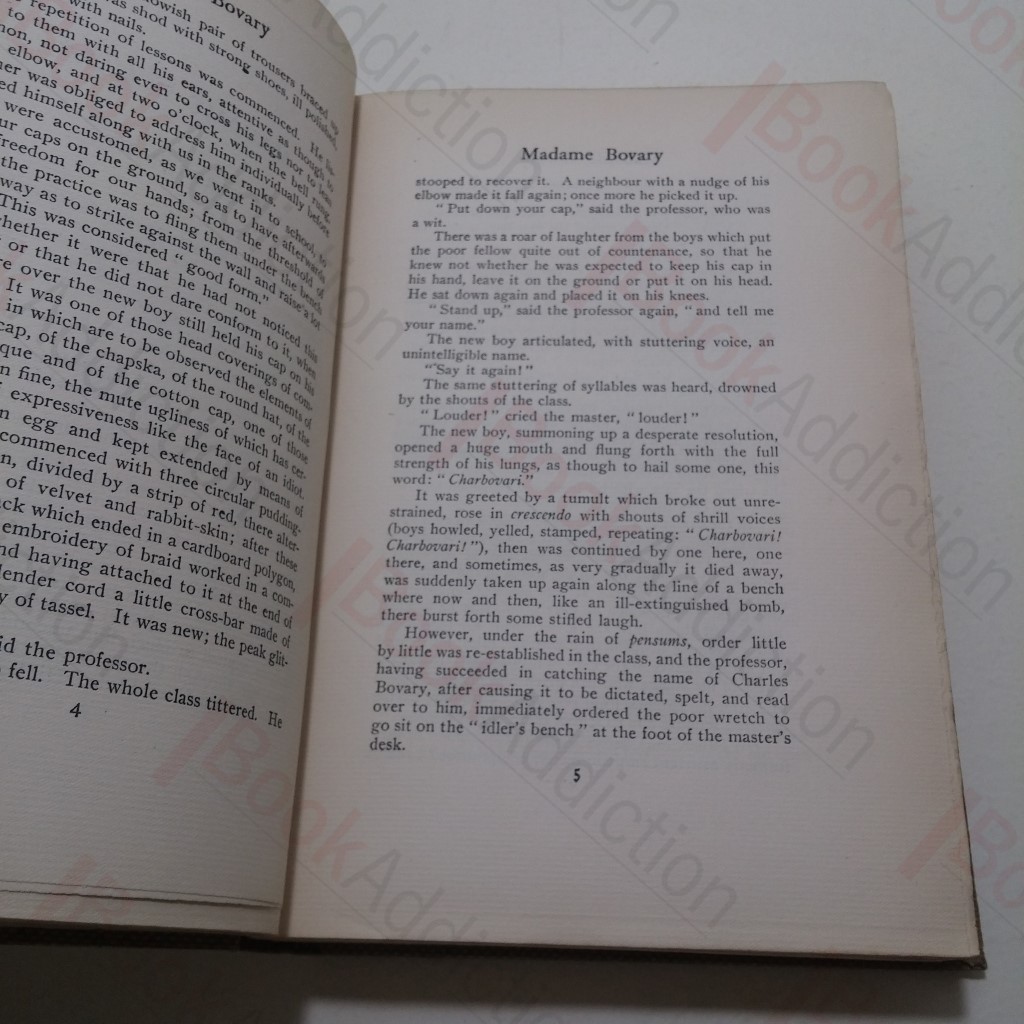 Bovary
owish pair of trousers braced up
was shod with strong shoes, ill polished,
with nails.
repetition of lessons was commenced. He lis-
to them with all his ears, attentive as though to
mon, not daring even to cross his legs nor to lean
elbow, and at two o'clock, when the bell rang,
er was obliged to address him individually before
ed himself along with us in the ranks.
were accustomed, as we went in to school, to
ur caps on the ground, so as to have afterwards
freedom for our hands; from the threshold of
the practice was to fling them under the bench
way as to strike against the wall and raise a lot
This was considered "good form."
hether it were that he had not noticed this
or that he did not dare conform to it, when
re over the new boy still held his cap on his
It was one of those head coverings of com-
in which are to be observed the elements of
cap, of the chapska, of the round hat, of the
que and of the cotton cap, one of those
n fine, the mute ugliness of which has cer-
expressiveness like the face of an idiot.
n egg and kept extended by means of
commenced with three circular pudding-
n, divided by a strip of red, there alter-
of velvet and rabbit-skin; after these
ck which ended in a cardboard polygon,
embroidery of braid worked in a com-
nd having attached to it at the end of
lender cord a little cross-bar made of
y of tassel. It was new; the peak glit-
id the professor.
fell. The whole class tittered. He
4
Madame Bovary
stooped to recover it. A neighbour with a nudge of his
elbow made it fall again; once more he picked it up.
"Put down your cap," said the professor, who was
a wit.
There was a roar of laughter from the boys which put
the poor fellow quite out of countenance, so that he
knew not whether he was expected to keep his cap in
his hand, leave it on the ground or put it on his head.
He sat down again and placed it on his knees.
"Stand up," said the professor again, "and tell me
your name."
The new boy articulated, with stuttering voice, an
unintelligible name.
"Say it again!"
The same stuttering of syllables was heard, drowned
by the shouts of the class.
"Louder!" cried the master, "louder!"
The new boy, summoning up a desperate resolution,
opened a huge mouth and flung forth with the full
strength of his lungs, as though to hail some one, this
word: "Charbovari."
It was greeted by a tumult which broke out unre-
strained, rose in crescendo with shouts of shrill voices
(boys howled, yelled, stamped, repeating: "Charbovari!
Charbovari!"), then was continued by one here, one
there, and sometimes, as very gradually it died away,
was suddenly taken up again along the line of a bench
where now and then, like an ill-extinguished bomb,
there burst forth some stifled laugh.
However, under the rain of pensums, order little
by little was re-established in the class, and the professor,
having succeeded in catching the name of Charles
Bovary, after causing it to be dictated, spelt, and read
over to him, immediately ordered the poor wretch to
go sit on the "idler's bench" at the foot of the master's
desk.
5
BookAddiction